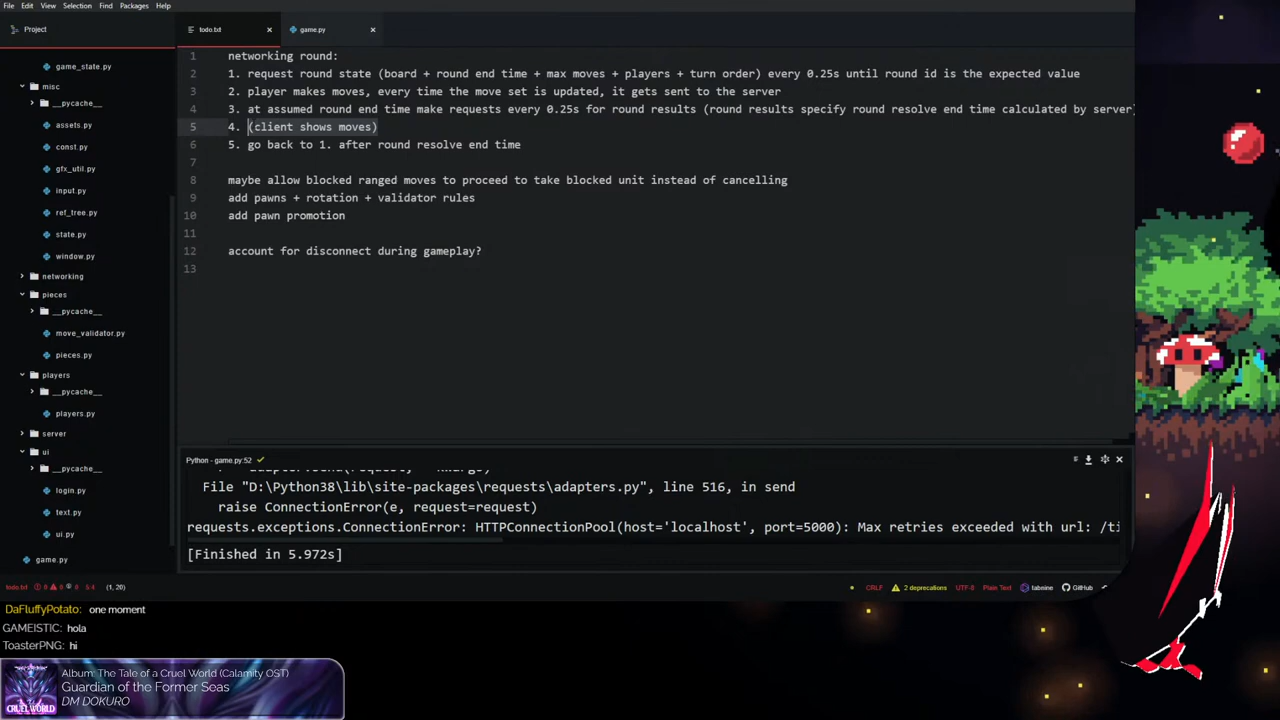 File Edit View Selection Find Packages Help
Project
todo.txt
game.py
game_state.py
misc
__pycache__
assets.py
const.py
gfx_util.py
input.py
ref_tree.py
state.py
window.py
networking
pieces
__pycache__
move_validator.py
pieces.py
players
__pycache__
players.py
server
ui
__pycache__
login.py
text.py
ui.py
game.py
1 networking round:
2 1. request round state (board + round end time + max moves + players + turn order) every 0.25s until round id is the expected value
3 2. player makes moves, every time the move set is updated, it gets sent to the server
4 3. at assumed round end time make requests every 0.25s for round results (round results specify round resolve end time calculated by server)
5 4. (client shows moves)
6 5. go back to 1. after round resolve end time
7
8 maybe allow blocked ranged moves to proceed to take blocked unit instead of cancelling
9 add pawns + rotation + validator rules
10 add pawn promotion
11
12 account for disconnect during gameplay?
13
Python - game.py:52
File "D:\Python38\lib\site-packages\requests\adapters.py", line 516, in send
raise ConnectionError(e, request=request)
requests.exceptions.ConnectionError: HTTPConnectionPool(host='localhost', port=5000): Max retries exceeded with url: /ti
[Finished in 5.972s]
todo.txt 0 0 0 5:4 (1, 20)
CRLF 2 deprecations UTF-8 Plain Text tabnine GitHub
DaFluffyPotato: one moment
GAMEISTIC: hola
ToasterPNG: hi
CRUEL WORLD
Album: The Tale of a Cruel World (Calamity OST)
Guardian of the Former Seas
DM DOKURO